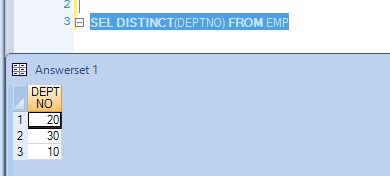 2
3 SEL DISTINCT(DEPTNO) FROM EMP
Answerset 1
DEPT
NO
1 20
2 30
3 10